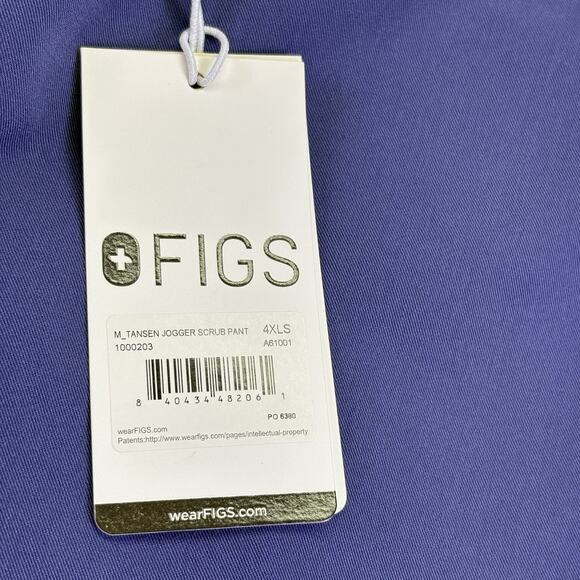 FIGS
M_TANSEN JOGGER SCRUB PANT 4XLS
1000203 A61001
8 40434 48206 1
PO 6380
wearFIGS.com
Patents:http://www.wearfigs.com/pages/intellectual-property
wearFIGS.com